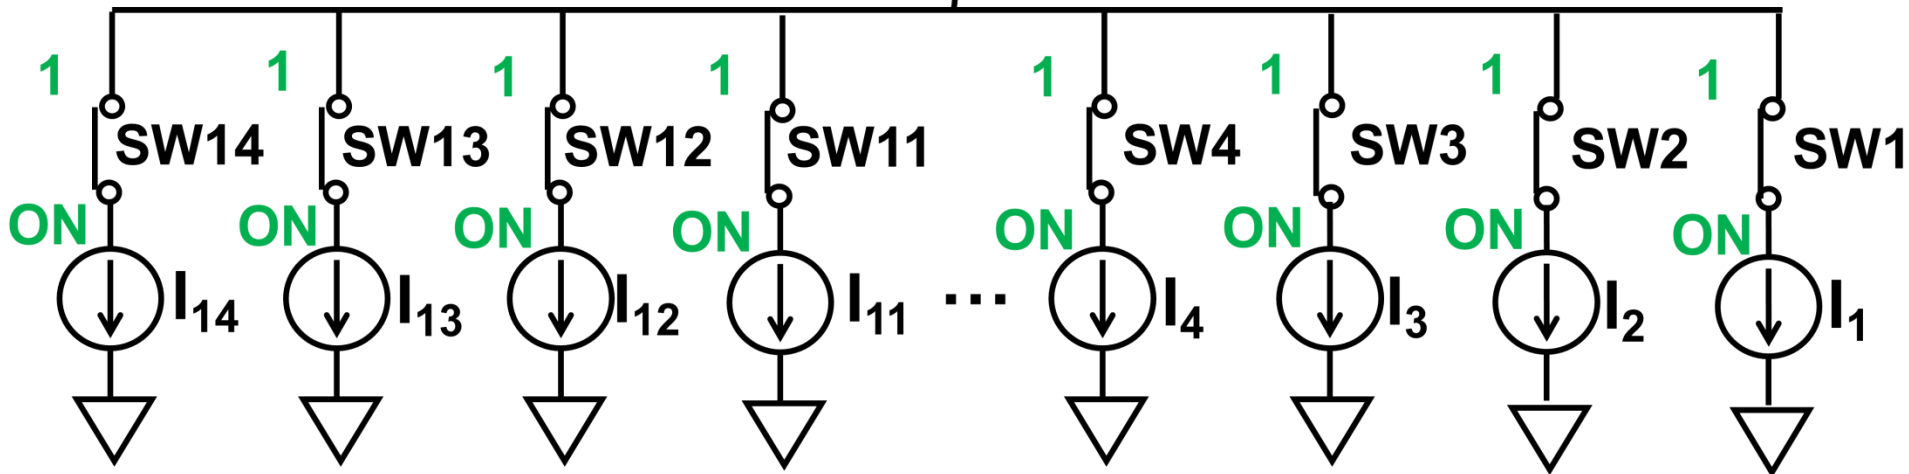 1 1 1 1 1 1 1 1
SW14 SW13 SW12 SW11 SW4 SW3 SW2 SW1
ON ON ON ON ON ON ON ON
I14 I13 I12 I11 ... I4 I3 I2 I1